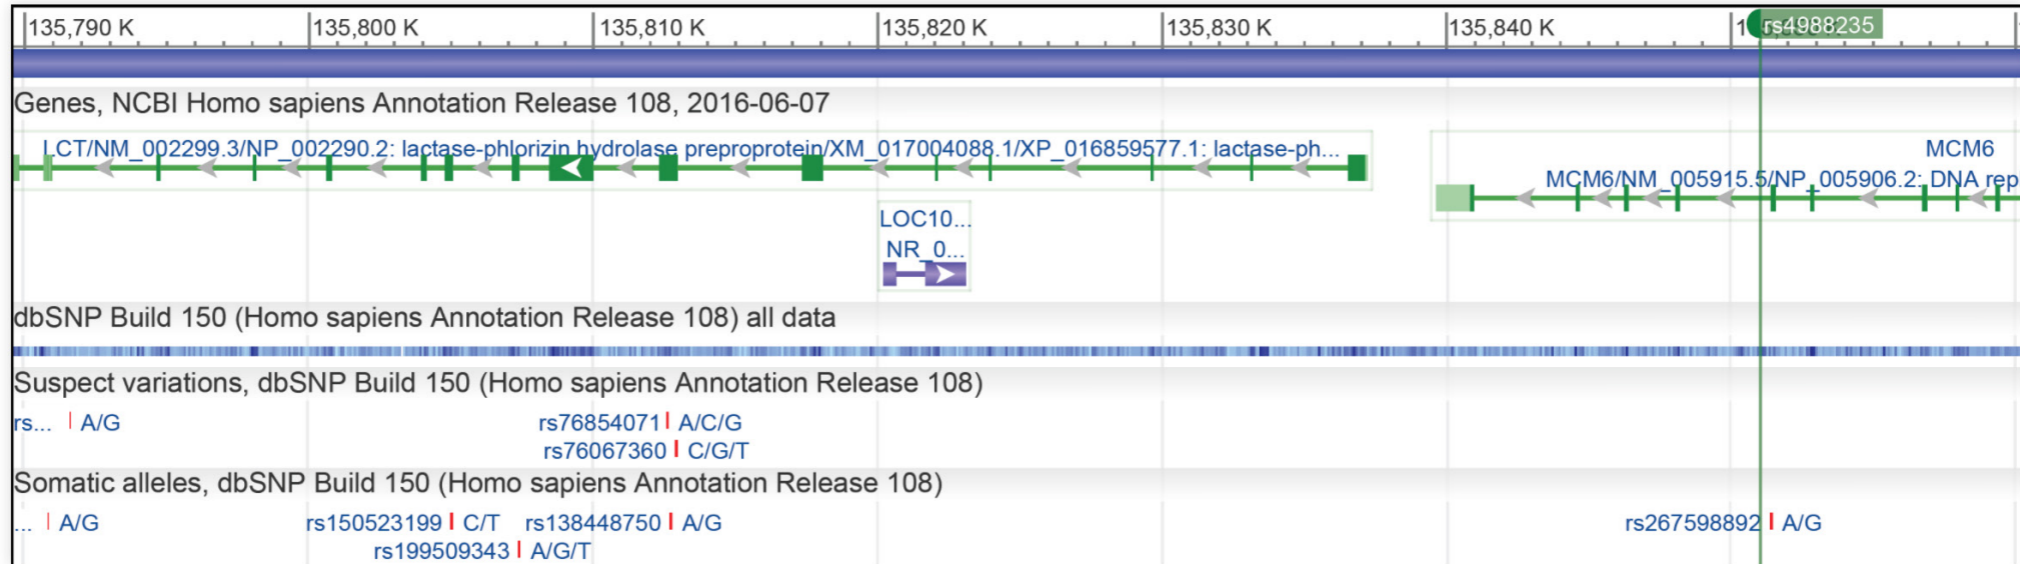 135,790 K 135,800 K 135,810 K 135,820 K 135,830 K 135,840 K 1 rs4988235
Genes, NCBI Homo sapiens Annotation Release 108, 2016-06-07
LCT/NM_002299.3/NP_002290.2: lactase-phlorizin hydrolase preproprotein/XM_017004088.1/XP_016859577.1: lactase-ph...
MCM6
MCM6/NM_005915.5/NP_005906.2: DNA rep
LOC10...
NR_0...
dbSNP Build 150 (Homo sapiens Annotation Release 108) all data
Suspect variations, dbSNP Build 150 (Homo sapiens Annotation Release 108)
rs... A/G rs76854071 A/C/G
rs76067360 C/G/T
Somatic alleles, dbSNP Build 150 (Homo sapiens Annotation Release 108)
... A/G rs150523199 C/T rs138448750 A/G rs267598892 A/G
rs199509343 A/G/T